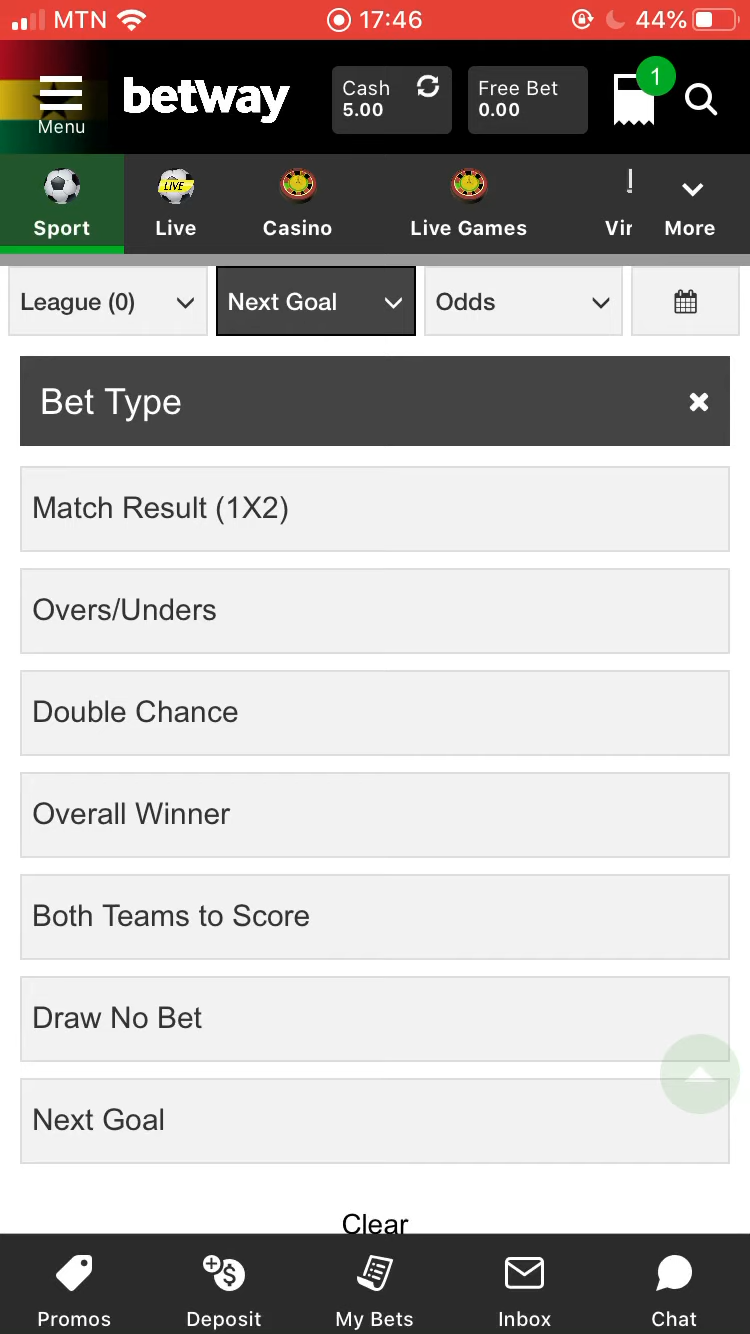 MTN 17:46 44%
betway Cash 5.00 Free Bet 0.00 1
Menu
LIVE
Sport Live Casino Live Games Vir More
League (0) Next Goal Odds
Bet Type
Match Result (1X2)
Overs/Unders
Double Chance
Overall Winner
Both Teams to Score
Draw No Bet
Next Goal
Clear
Promos Deposit My Bets Inbox Chat